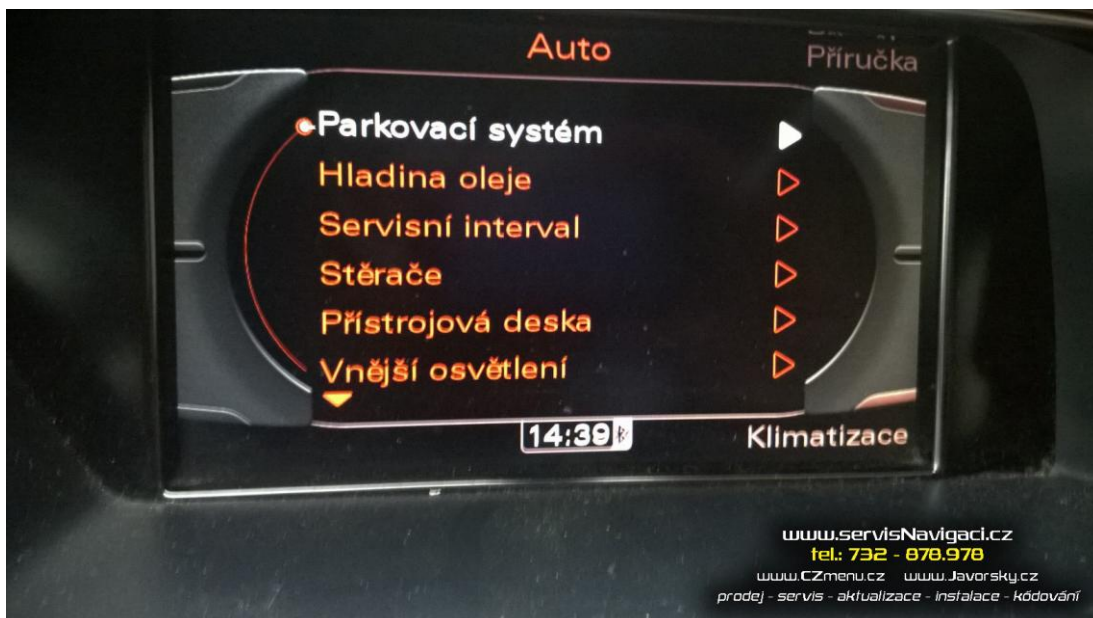 Auto
Příručka
Parkovací systém
Hladina oleje
Servisní interval
Stěrače
Přístrojová deska
Vnější osvětlení
14:39
Klimatizace
www.servisNavigaci.cz
tel.: 732 - 878.978
www.CZmenu.cz www.Javorsky.cz
prodej - servis - aktualizace - instalace - kódování